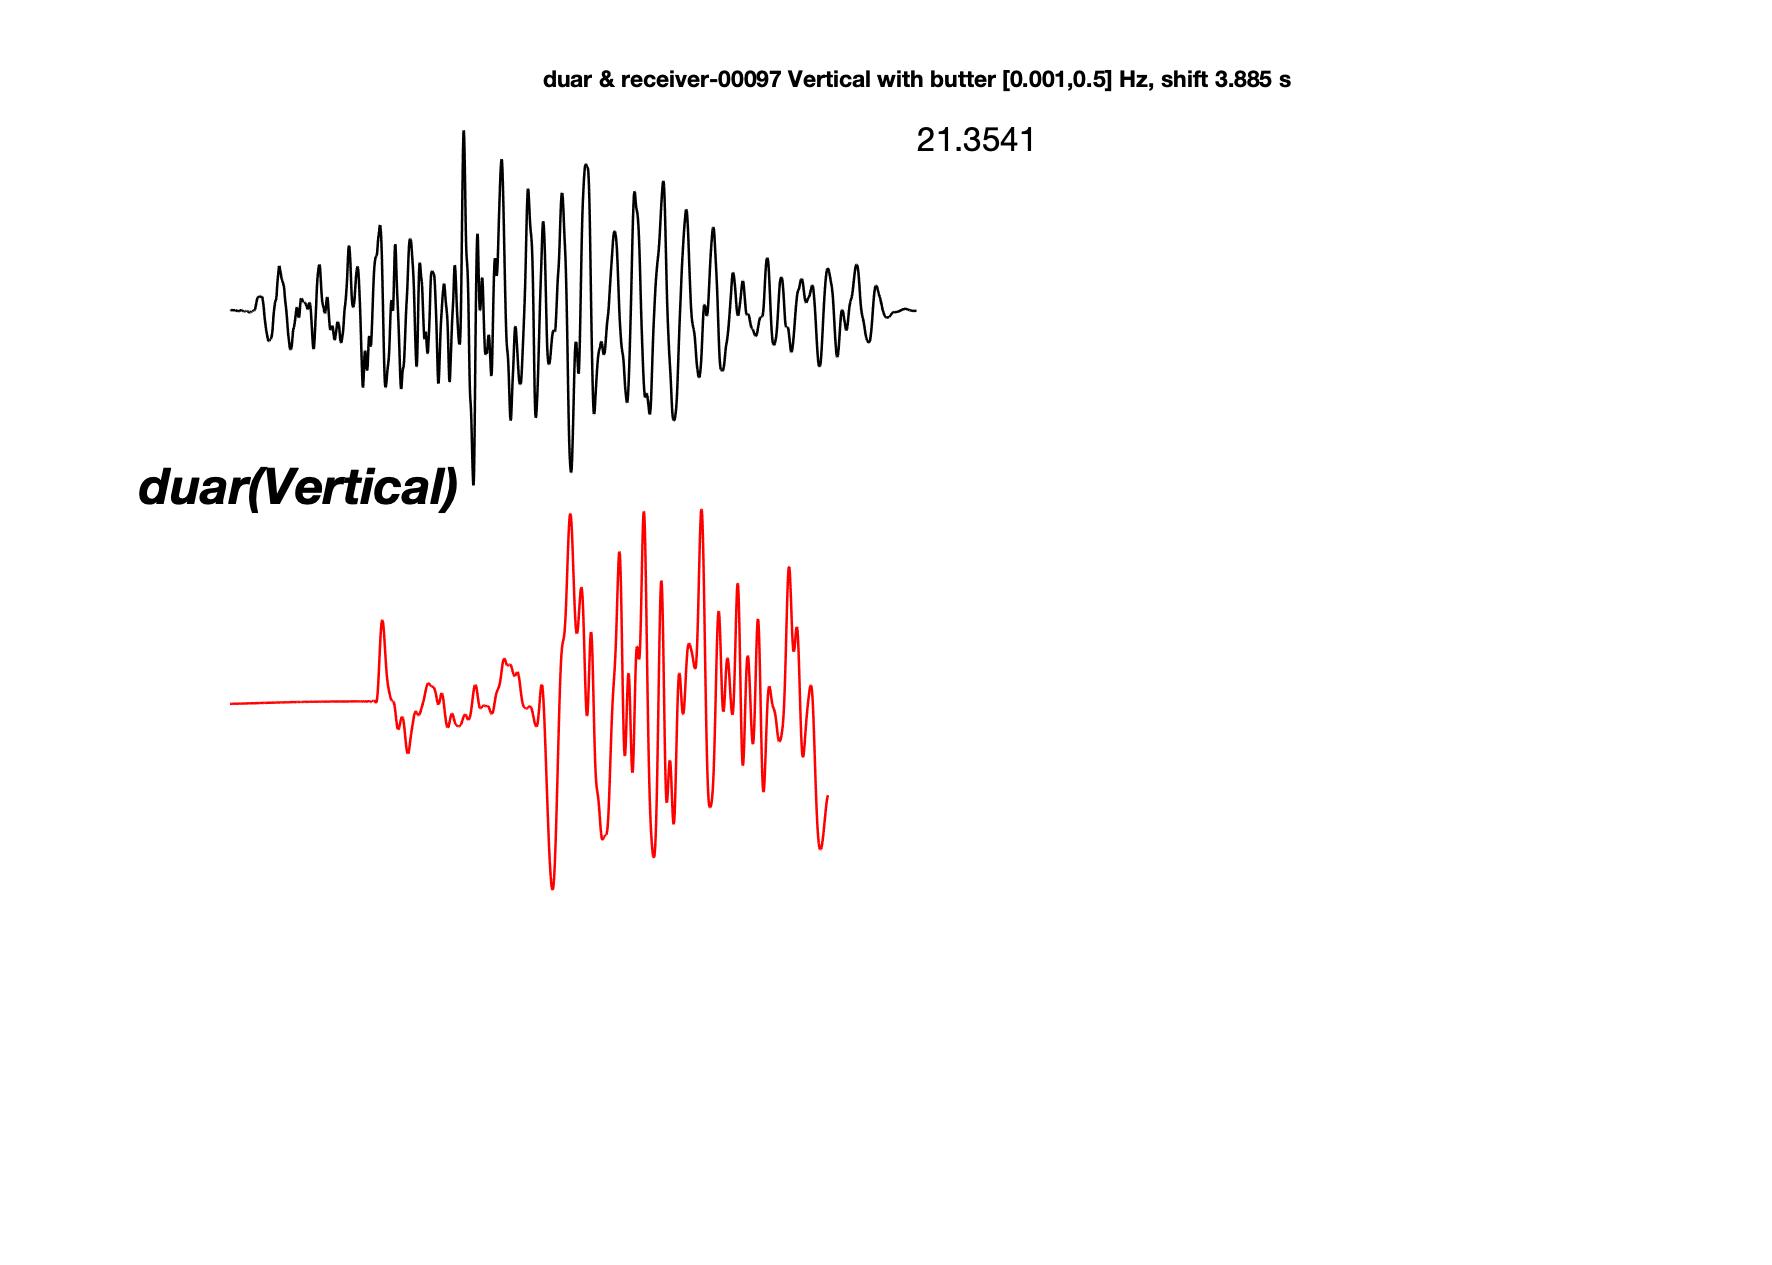 duar & receiver-00097 Vertical with butter [0.001,0.5] Hz, shift 3.885 s
21.3541
duar(Vertical)